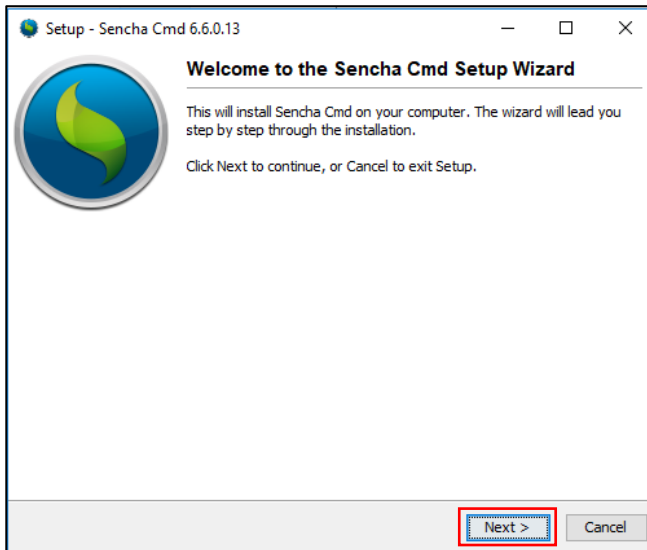 Setup - Sencha Cmd 6.6.0.13
Welcome to the Sencha Cmd Setup Wizard
This will install Sencha Cmd on your computer. The wizard will lead you
step by step through the installation.
Click Next to continue, or Cancel to exit Setup.
Next >
Cancel